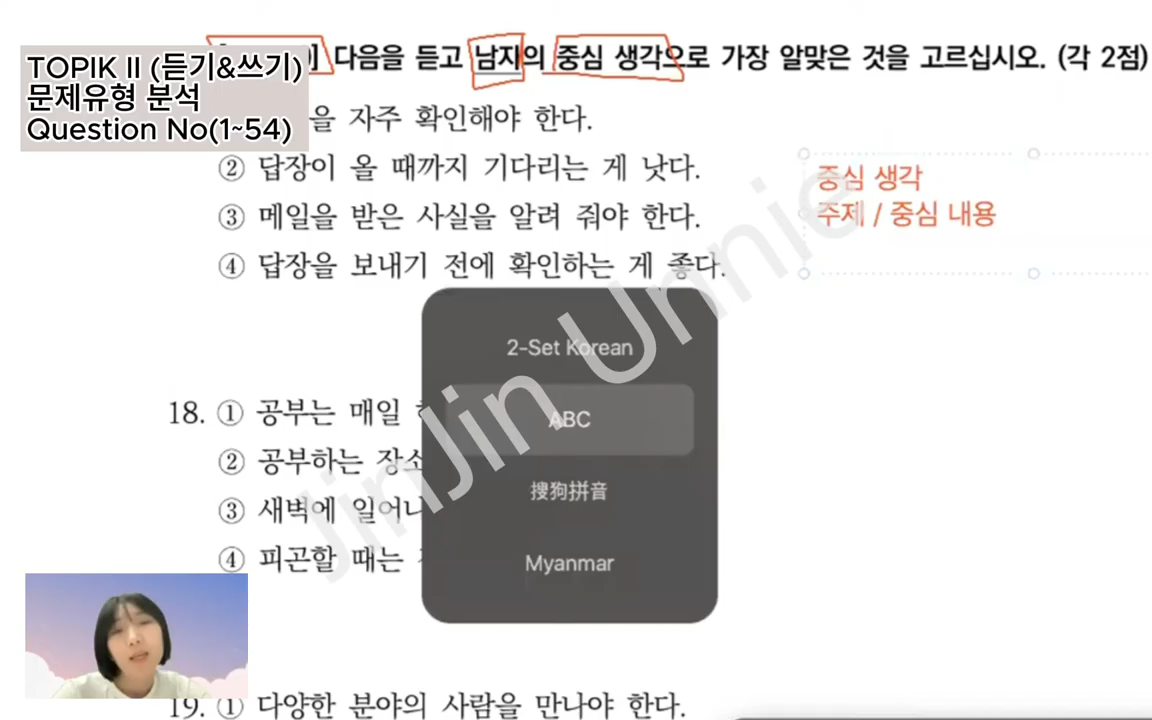 다음을 듣고 남자의 중심 생각으로 가장 알맞은 것을 고르십시오. (각 2점)
TOPIK II (듣기&쓰기)
문제유형 분석
Question No(1~54)
을 자주 확인해야 한다.
② 답장이 올 때까지 기다리는 게 낫다.
③ 메일을 받은 사실을 알려 줘야 한다.
④ 답장을 보내기 전에 확인하는 게 좋다.
중심 생각
주제 / 중심 내용
2-Set Korean
ABC
搜狗拼音
Myanmar
18. ① 공부는 매일
② 공부하는 장소
③ 새벽에 일어나
④ 피곤할 때는
19. ① 다양한 분야의 사람을 만나야 한다.
JinJin Unnie